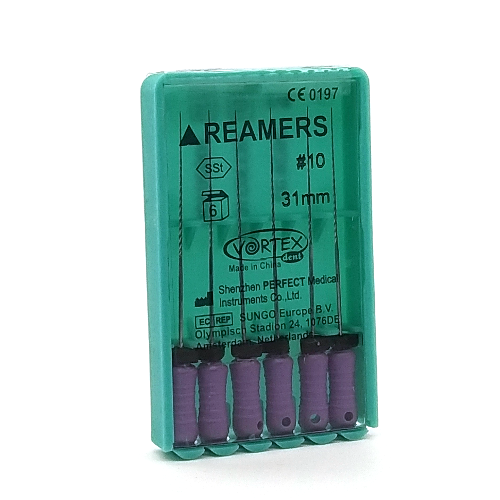 CE 0197
▲REAMERS
SSt #10
6 31mm
VORTEX
dent
Made in China
Shenzhen PERFECT Medical
Instruments Co.,Ltd.
EC REP SUNGO Europe B.V.
Olympisch Stadion 24, 1076DE
Amsterdam, Netherlands